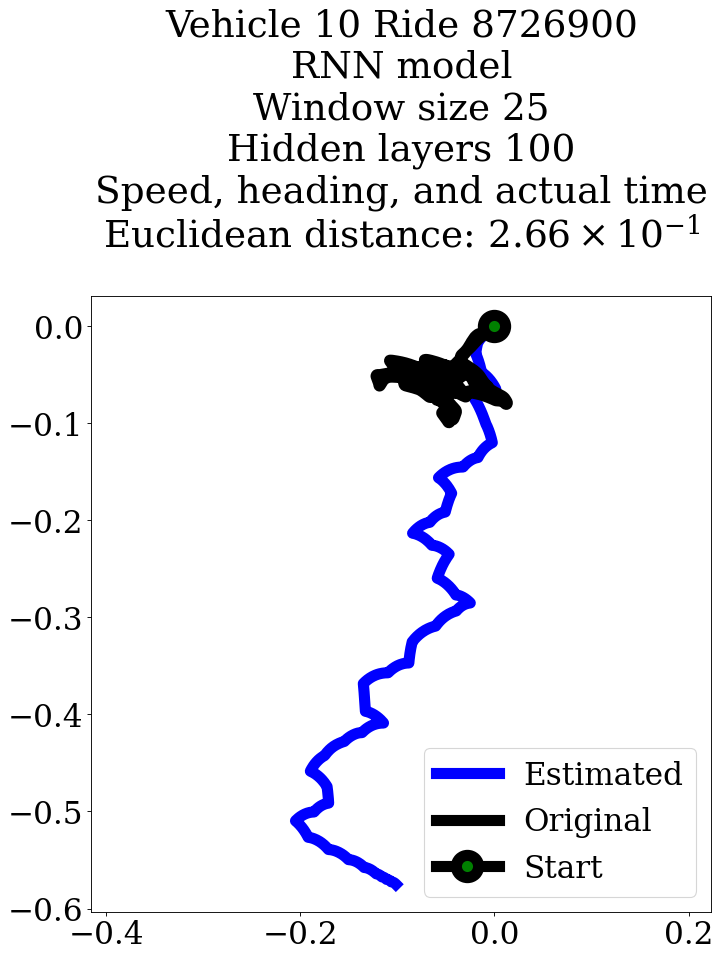 Vehicle 10 Ride 8726900
RNN model
Window size 25
Hidden layers 100
Speed, heading, and actual time
Euclidean distance: 2.66 × 10⁻¹
0.0
−0.1
−0.2
−0.3
−0.4
−0.5
−0.6
Estimated
Original
Start
−0.4 −0.2 0.0 0.2